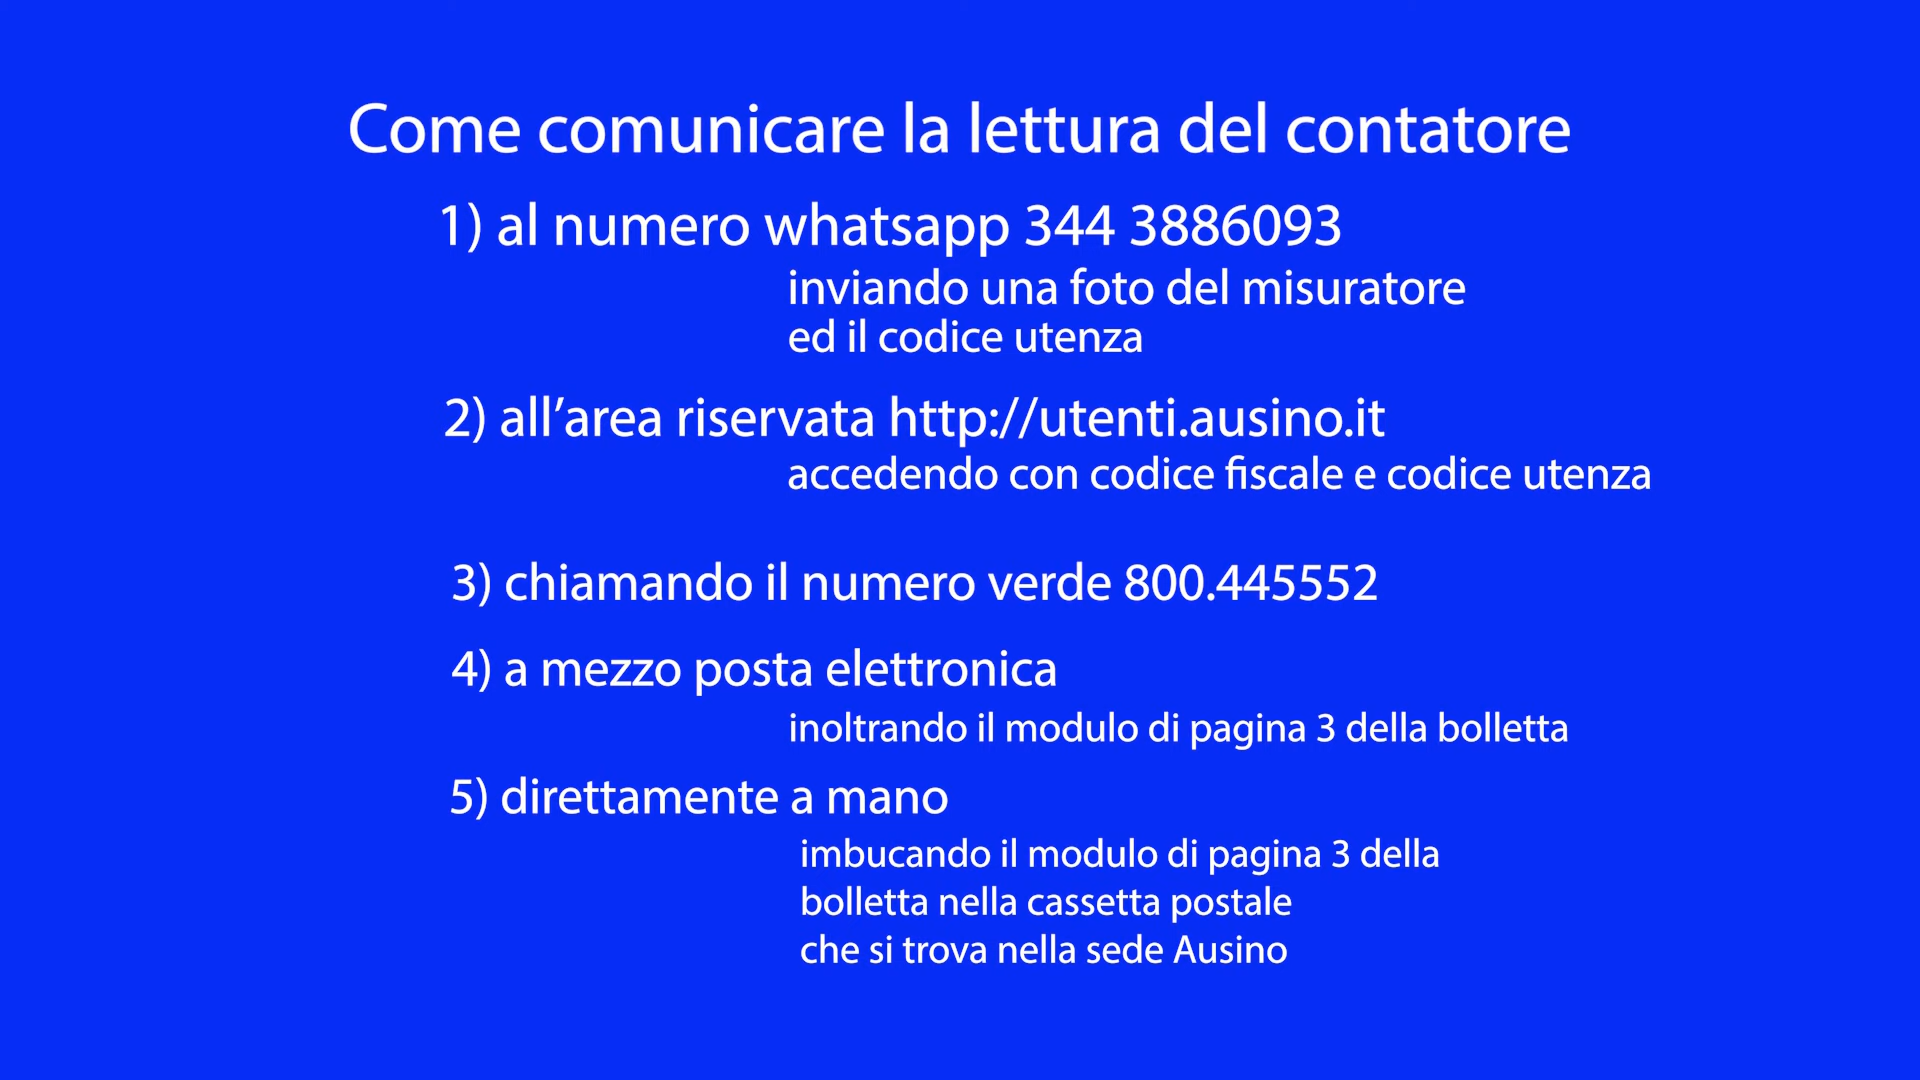 Come comunicare la lettura del contatore
1) al numero whatsapp 344 3886093
inviando una foto del misuratore
ed il codice utenza
2) all’area riservata http://utenti.ausino.it
accedendo con codice fiscale e codice utenza
3) chiamando il numero verde 800.445552
4) a mezzo posta elettronica
inoltrando il modulo di pagina 3 della bolletta
5) direttamente a mano
imbucando il modulo di pagina 3 della
bolletta nella cassetta postale
che si trova nella sede Ausino